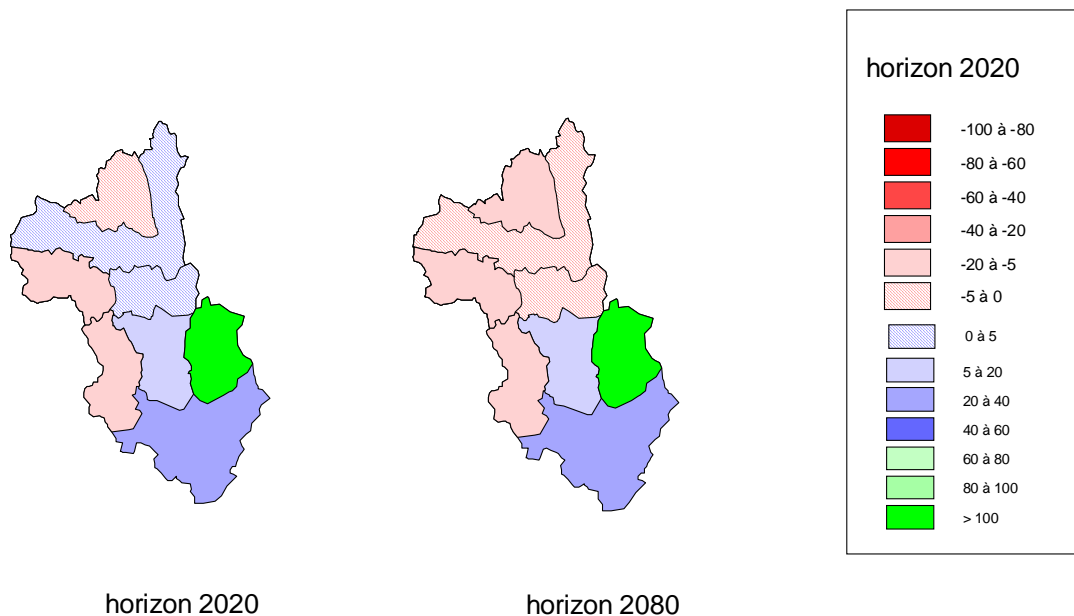 horizon 2020
-100 à -80
-80 à -60
-60 à -40
-40 à -20
-20 à -5
-5 à 0
0 à 5
5 à 20
20 à 40
40 à 60
60 à 80
80 à 100
> 100
horizon 2020
horizon 2080